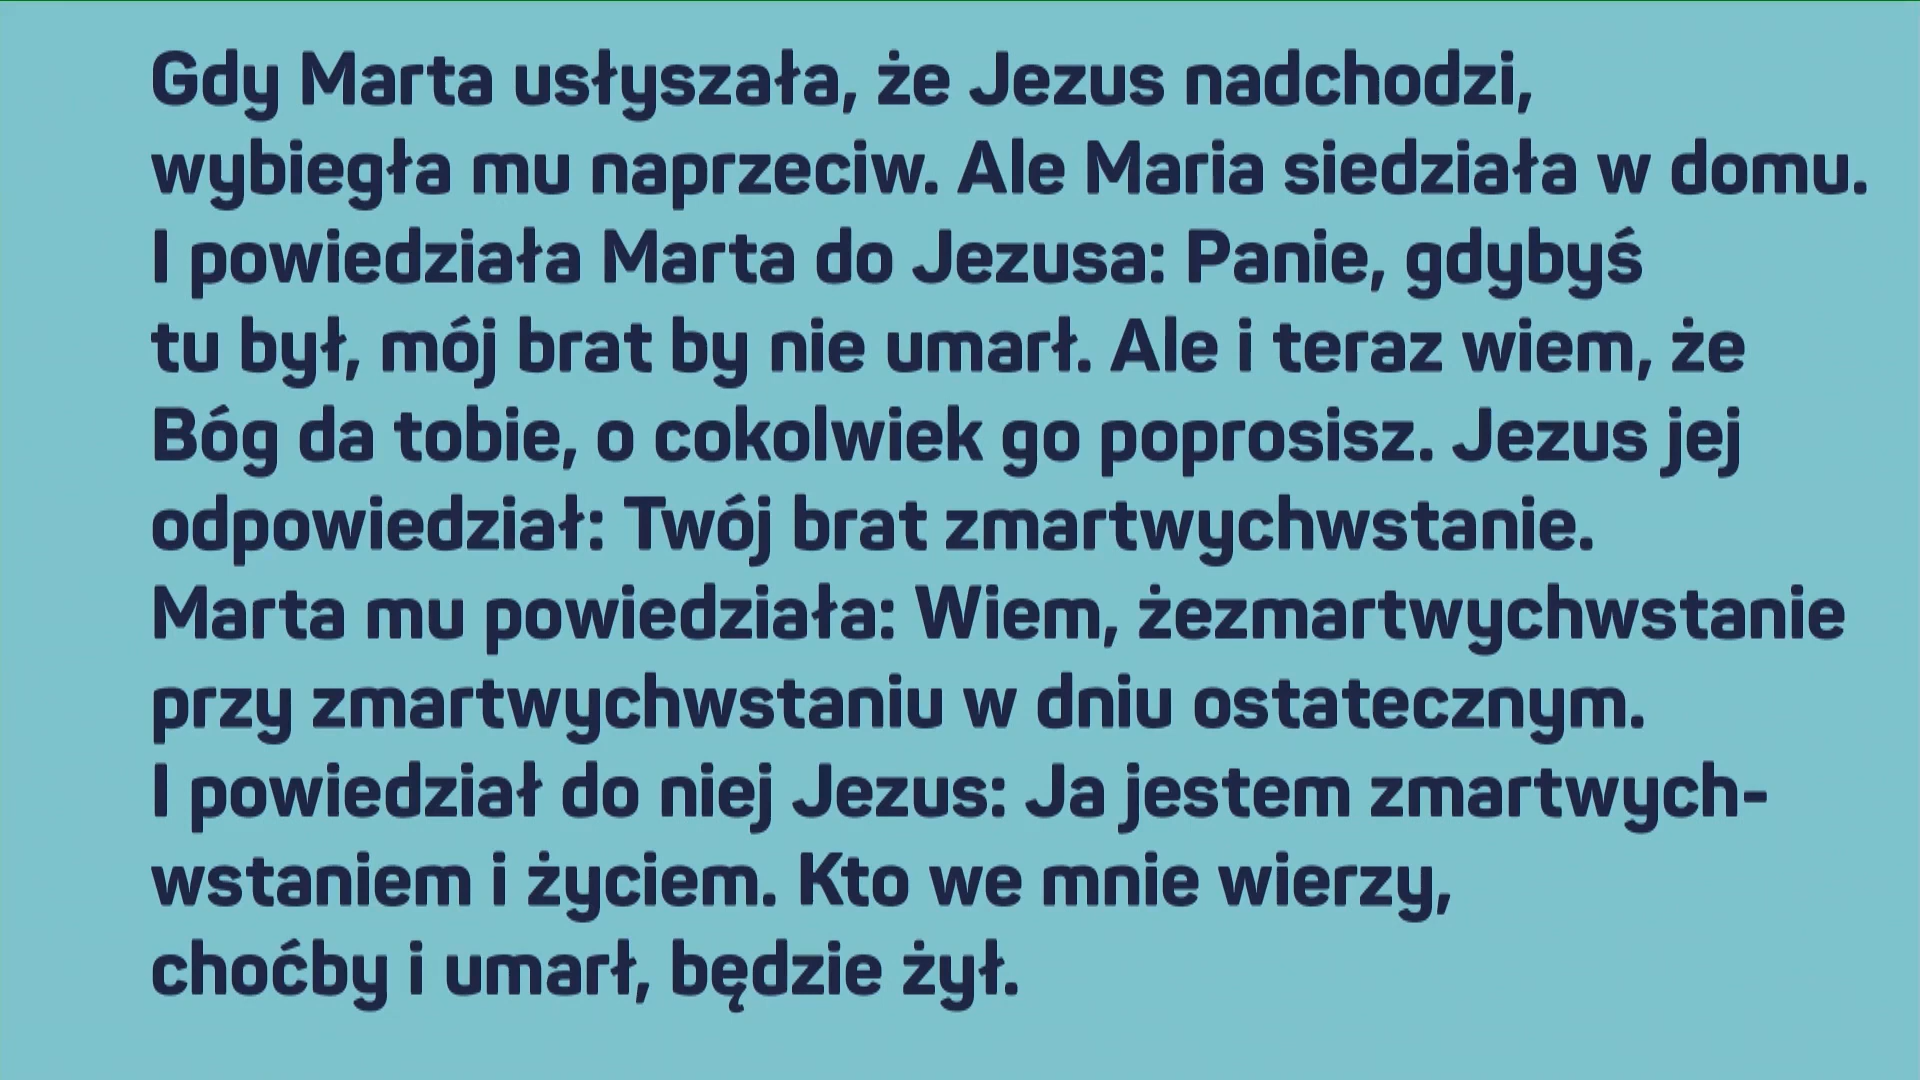 Gdy Marta usłyszała, że Jezus nadchodzi,
wybiegła mu naprzeciw. Ale Maria siedziała w domu.
I powiedziała Marta do Jezusa: Panie, gdybyś
tu był, mój brat by nie umarł. Ale i teraz wiem, że
Bóg da tobie, o cokolwiek go poprosisz. Jezus jej
odpowiedział: Twój brat zmartwychwstanie.
Marta mu powiedziała: Wiem, żezmartwychwstanie
przy zmartwychwstaniu w dniu ostatecznym.
I powiedział do niej Jezus: Ja jestem zmartwych-
wstaniem i życiem. Kto we mnie wierzy,
choćby i umarł, będzie żył.